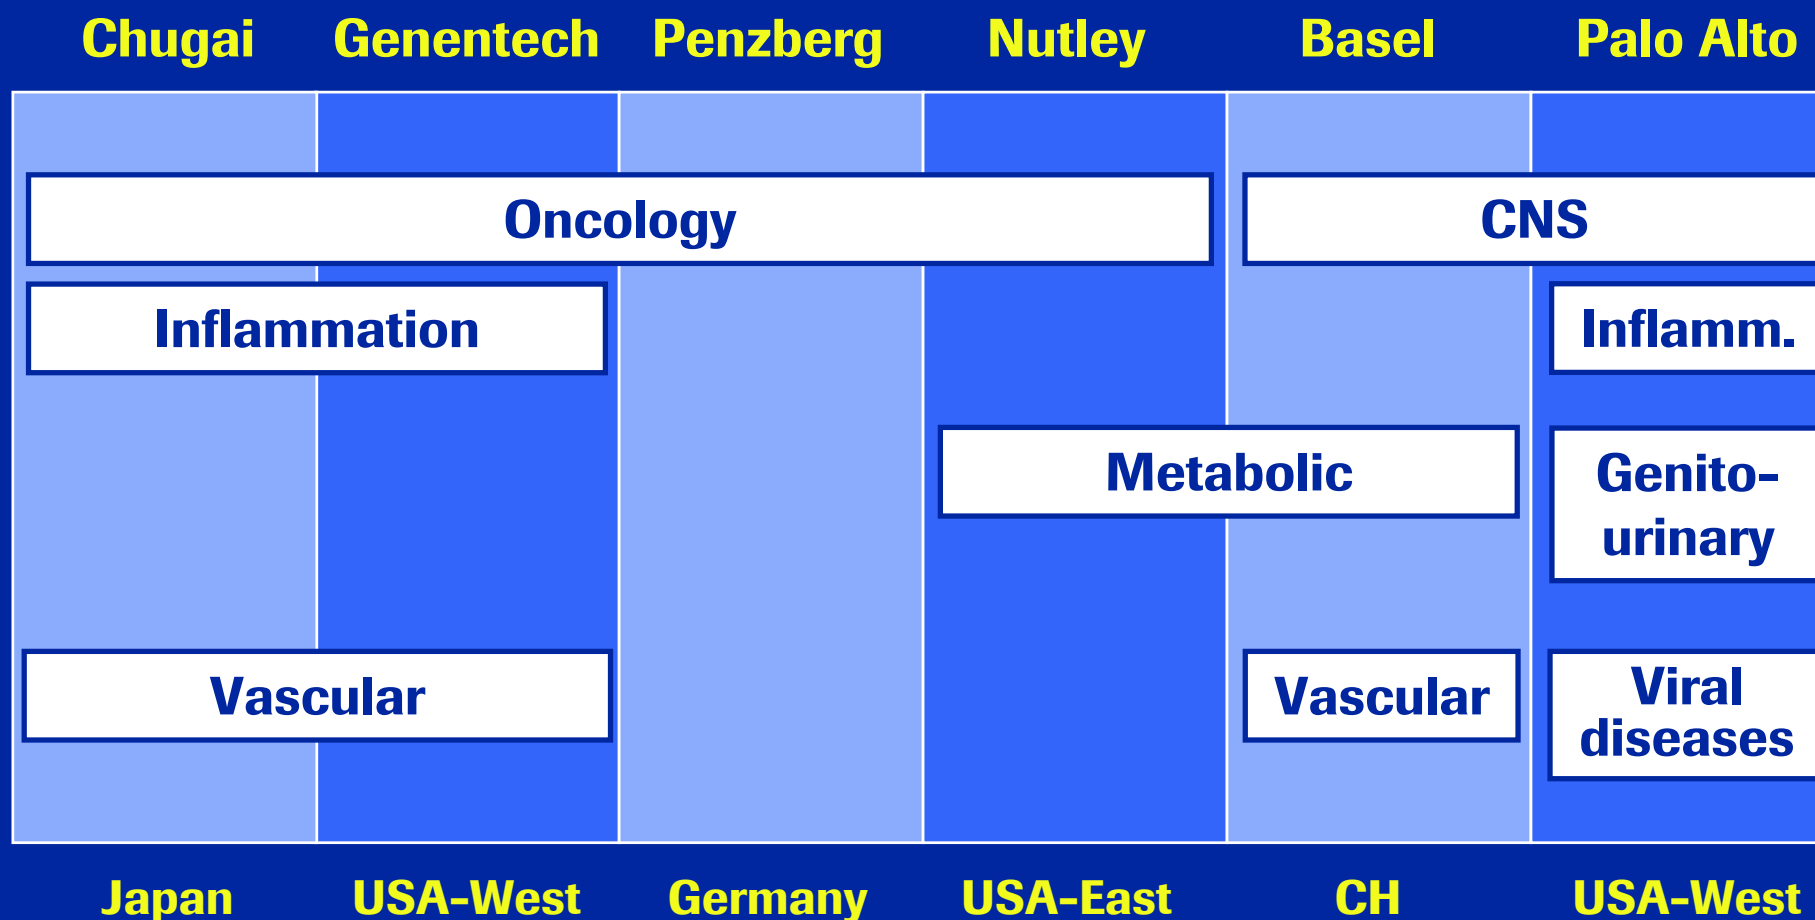 Chugai Genentech Penzberg Nutley Basel Palo Alto
Oncology CNS
Inflammation Inflamm.
Metabolic Genito-
urinary
Vascular Vascular Viral
diseases
Japan USA-West Germany USA-East CH USA-West